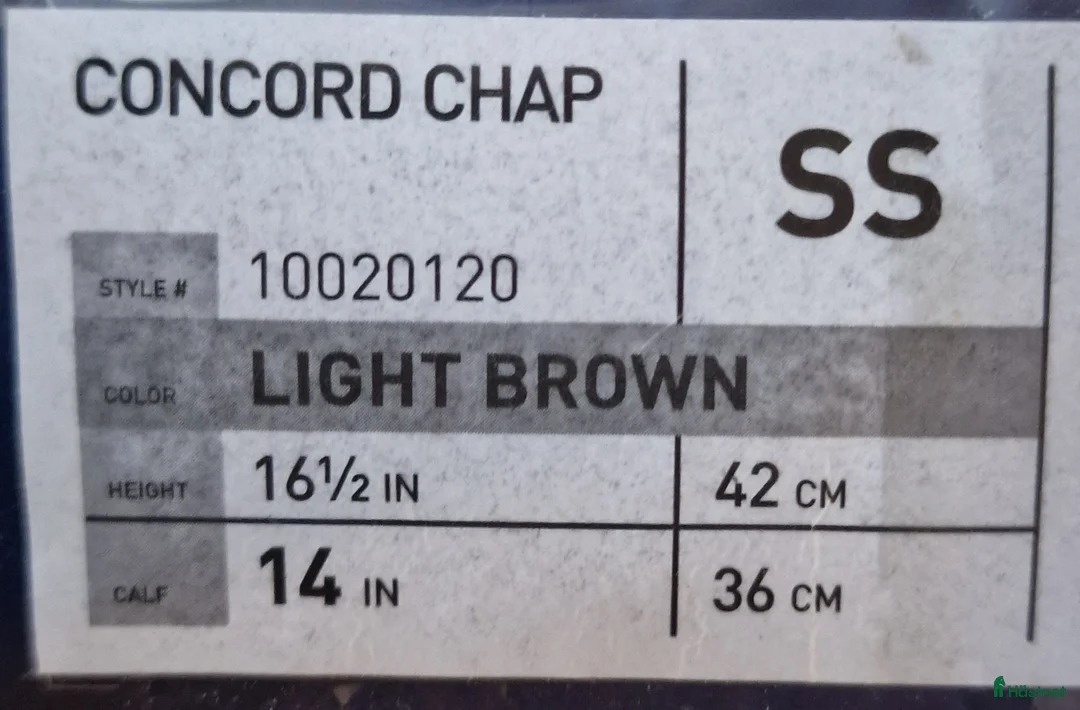 CONCORD CHAP
SS
STYLE # 10020120
COLOR LIGHT BROWN
HEIGHT 16½ IN 42 CM
CALF 14 IN 36 CM